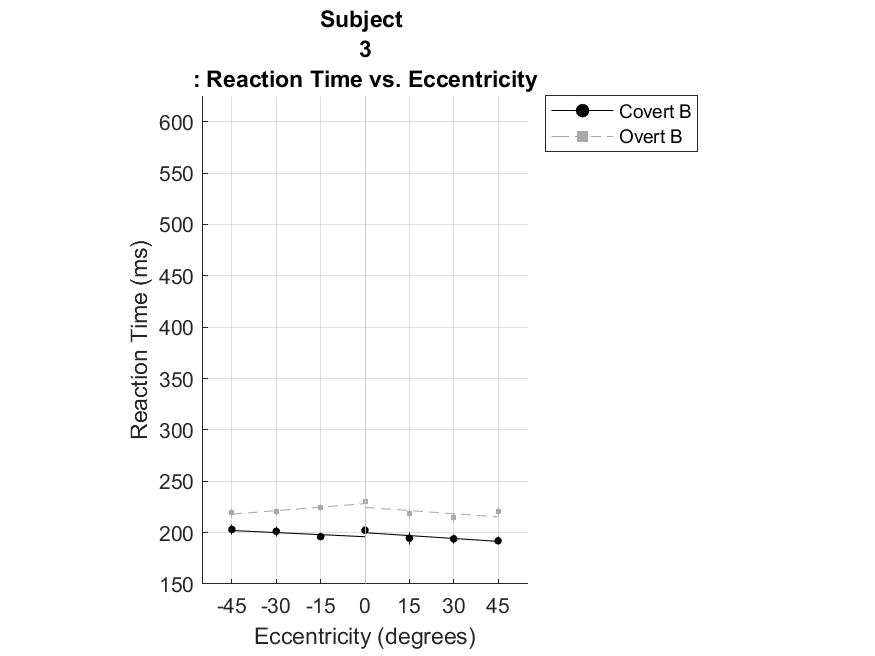 Subject
3
: Reaction Time vs. Eccentricity
Covert B
Overt B
600
550
500
450
400
350
300
250
200
150
Reaction Time (ms)
-45 -30 -15 0 15 30 45
Eccentricity (degrees)